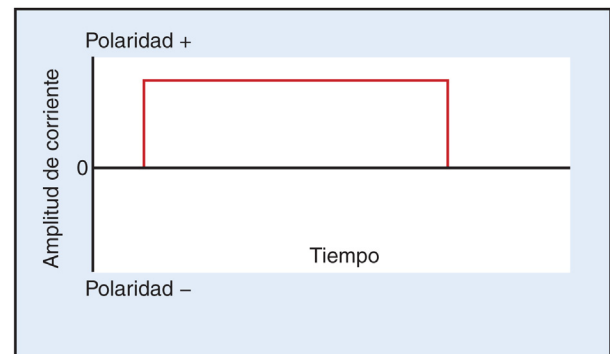 Polaridad +
Amplitud de corriente
0
Tiempo
Polaridad –